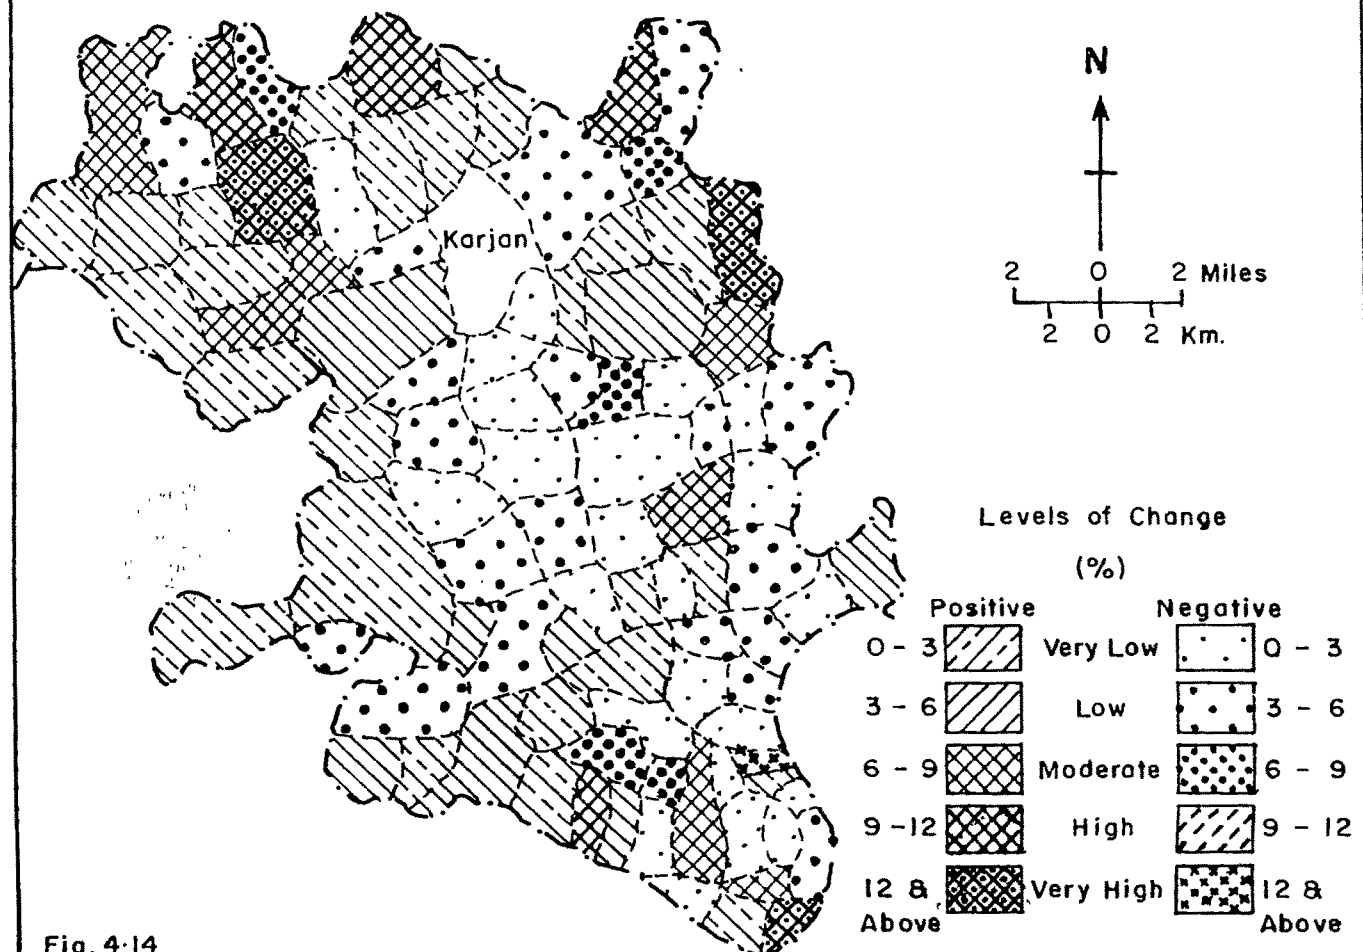 N
Karjan
2 0 2 Miles
2 0 2 Km.
Levels of Change
(%)
Positive Negative
0 - 3 Very Low 0 - 3
3 - 6 Low 3 - 6
6 - 9 Moderate 6 - 9
9 - 12 High 9 - 12
12 & Above Very High 12 & Above
Fig. 4·14